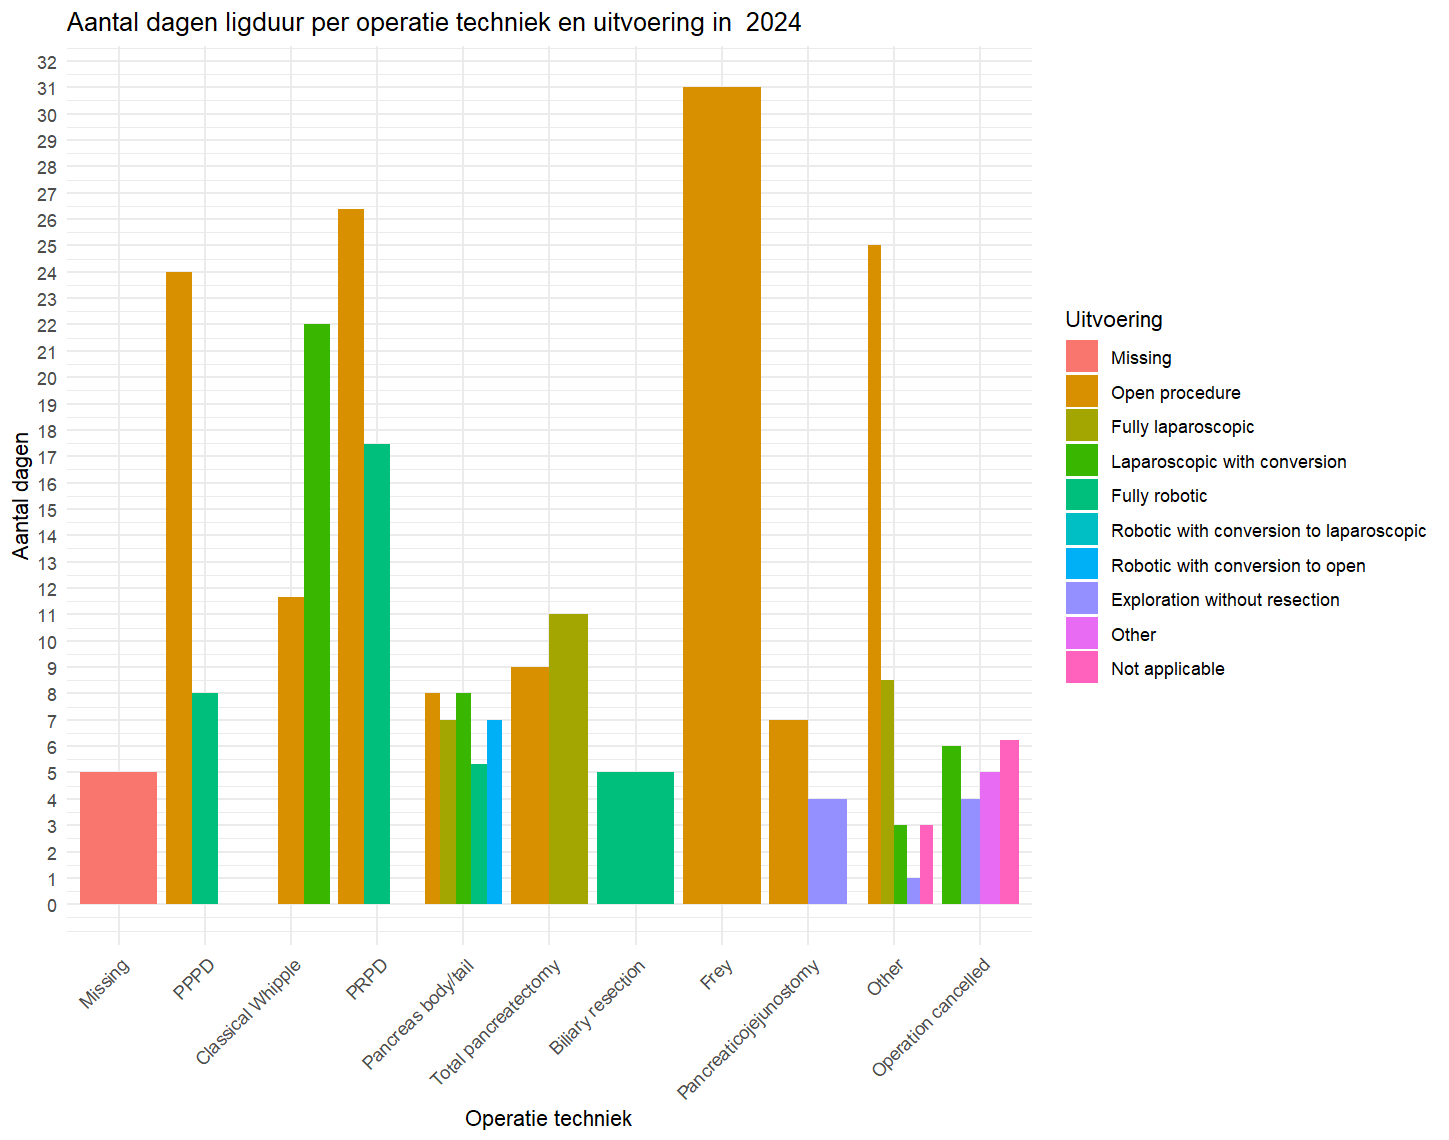 Aantal dagen ligduur per operatie techniek en uitvoering in  2024
Aantal dagen
32
31
30
29
28
27
26
25
24
23
22
21
20
19
18
17
16
15
14
13
12
11
10
9
8
7
6
5
4
3
2
1
0
Missing
PPPD
Classical Whipple
PRPD
Pancreas body/tail
Total pancreatectomy
Biliary resection
Frey
Pancreaticojejunostomy
Other
Operation cancelled
Operatie techniek
Uitvoering
Missing
Open procedure
Fully laparoscopic
Laparoscopic with conversion
Fully robotic
Robotic with conversion to laparoscopic
Robotic with conversion to open
Exploration without resection
Other
Not applicable